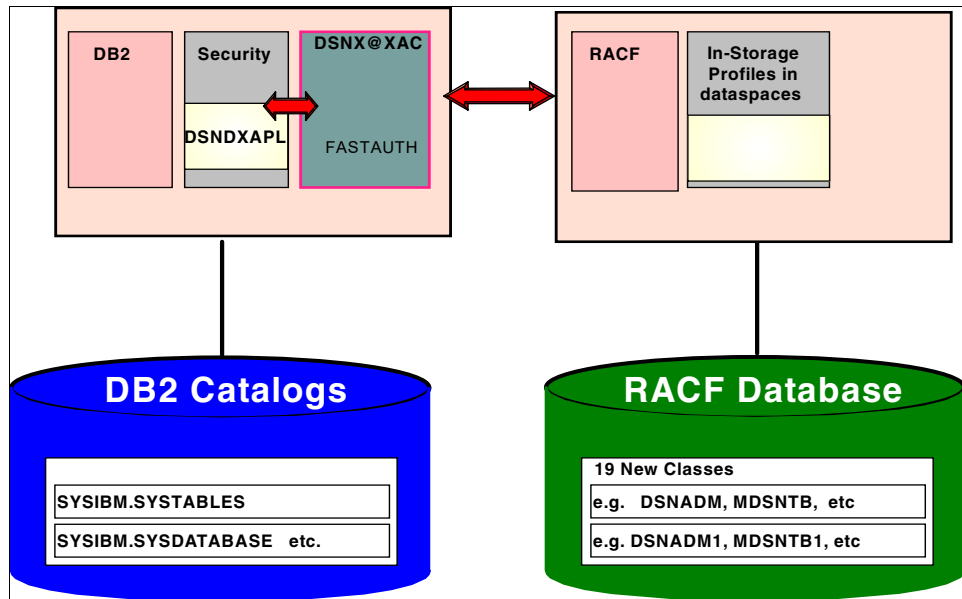 DB2
Security
DSNX@XAC
DSNDXAPL
FASTAUTH
RACF
In-Storage
Profiles in
dataspaces
DB2 Catalogs
SYSIBM.SYSTABLES
SYSIBM.SYSDATABASE etc.
RACF Database
19 New Classes
e.g. DSNADM, MDSNTB, etc
e.g. DSNADM1, MDSNTB1, etc